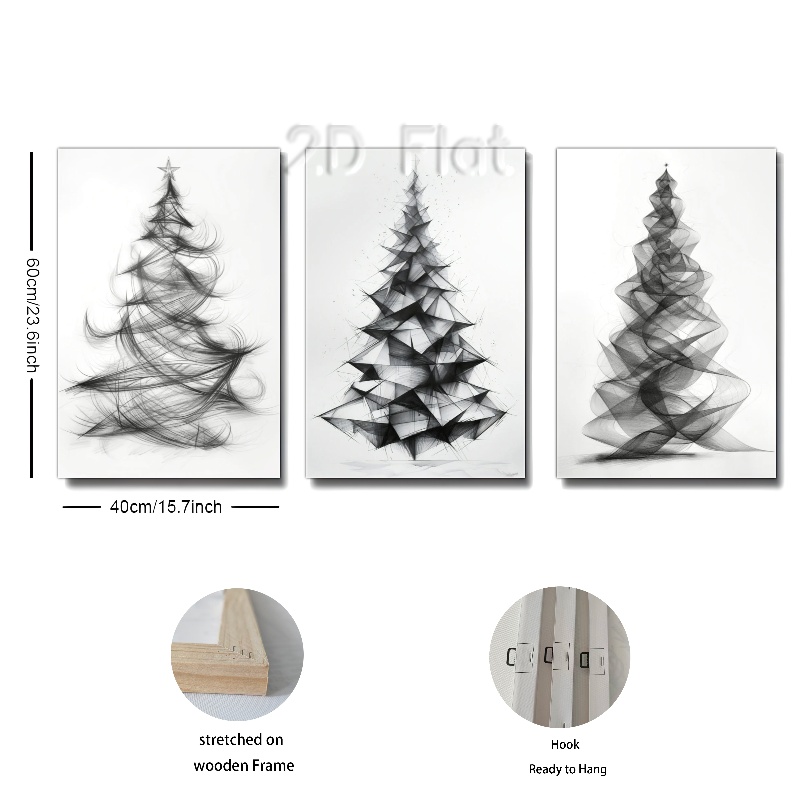 2D Flat
60cm/23.6inch
40cm/15.7inch
stretched on
wooden Frame
Hook
Ready to Hang